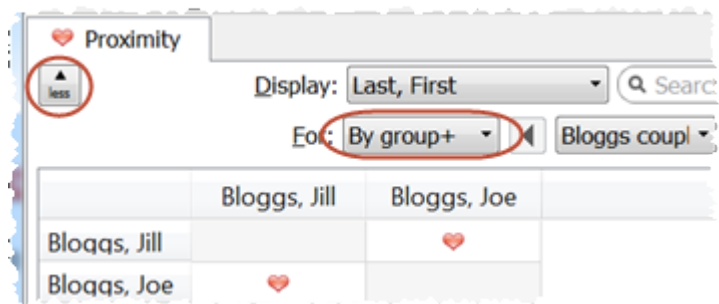 Proximity
less Display: Last, First Searc
For: By group+ Bloggs coupl
Bloggs, Jill Bloggs, Joe
Bloggs, Jill
Bloggs, Joe